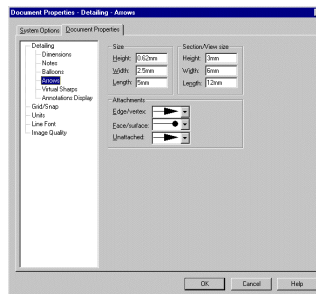 Document Properties - Detailing - Arrows
System Options Document Properties
Detailing
Dimensions
Notes
Balloons
Arrows
Virtual Sharps
Annotations Display
Grid/Snap
Units
Line Font
Image Quality
Size
Height: 0.62mm
Width: 2.5mm
Length: 5mm
Section/View size
Height: 3mm
Width: 6mm
Length: 12mm
Attachments
Edge/vertex:
Face/surface:
Unattached:
OK Cancel Help